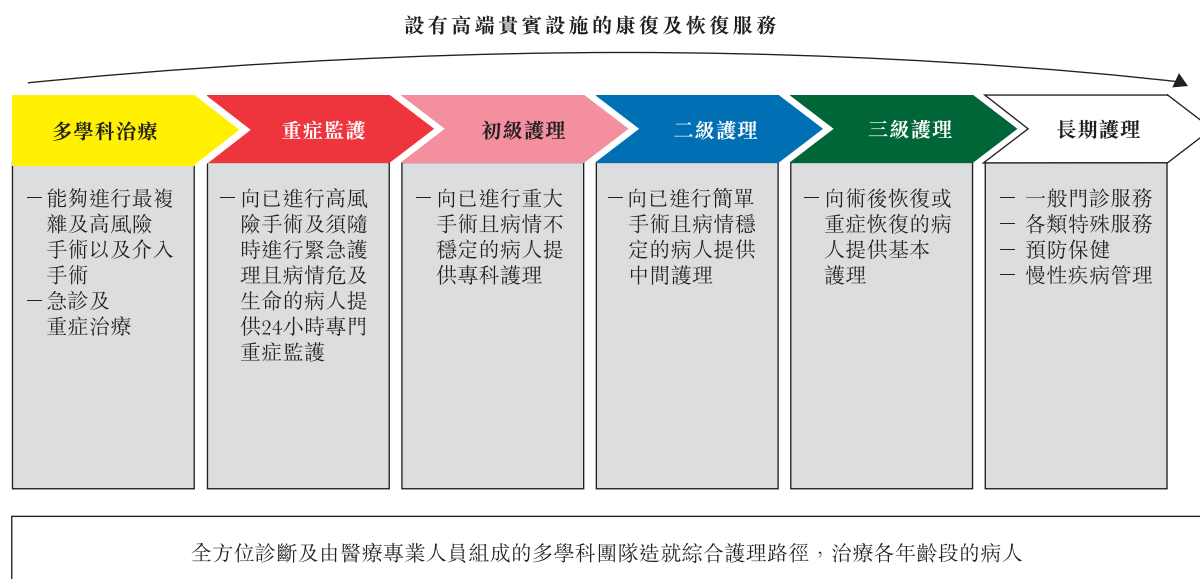 設有高端貴賓設施的康復及恢復服務
多學科治療
－能夠進行最複
雜及高風險
手術以及介入
手術
－急診及
重症治療
重症監護
－向已進行高風
險手術及須隨
時進行緊急護
理且病情危及
生命的病人提
供24小時專門
重症監護
初級護理
－向已進行重大
手術且病情不
穩定的病人提
供專科護理
二級護理
－向已進行簡單
手術且病情穩
定的病人提供
中間護理
三級護理
－向術後恢復或
重症恢復的病
人提供基本
護理
長期護理
－ 一般門診服務
－ 各類特殊服務
－ 預防保健
－ 慢性疾病管理
全方位診斷及由醫療專業人員組成的多學科團隊造就綜合護理路徑，治療各年齡段的病人